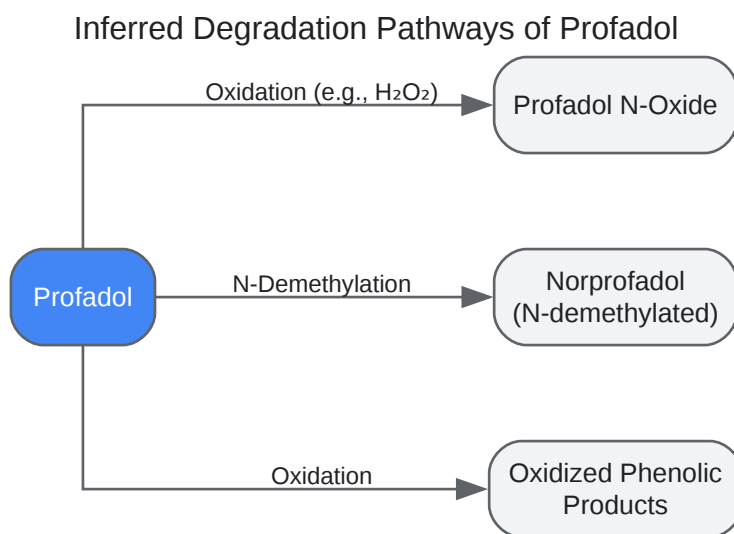 Inferred Degradation Pathways of Profadol
Oxidation (e.g., H₂O₂)
Profadol N-Oxide
Profadol
N-Demethylation
Norprofadol
(N-demethylated)
Oxidation
Oxidized Phenolic
Products